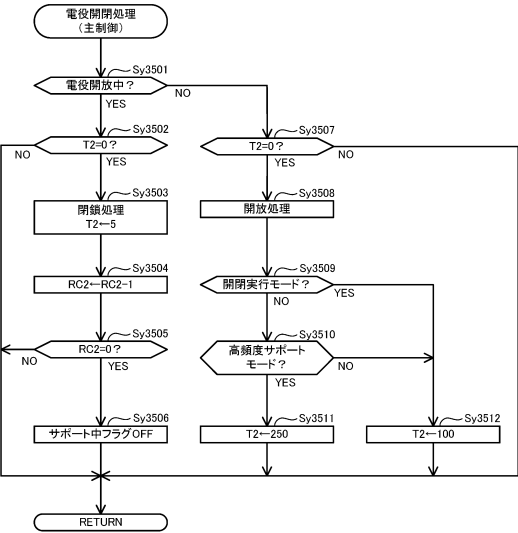 電役開閉処理
(主制御)
Sy3501
電役開放中?
NO
YES
Sy3502
T2=0?
NO
YES
Sy3503
閉鎖処理
T2←5
Sy3504
RC2←RC2-1
Sy3505
RC2=0?
NO
YES
Sy3506
サポート中フラグOFF
Sy3507
T2=0?
NO
YES
Sy3508
開放処理
Sy3509
開閉実行モード?
YES
NO
Sy3510
高頻度サポート
モード?
NO
YES
Sy3511
T2←250
Sy3512
T2←100
RETURN